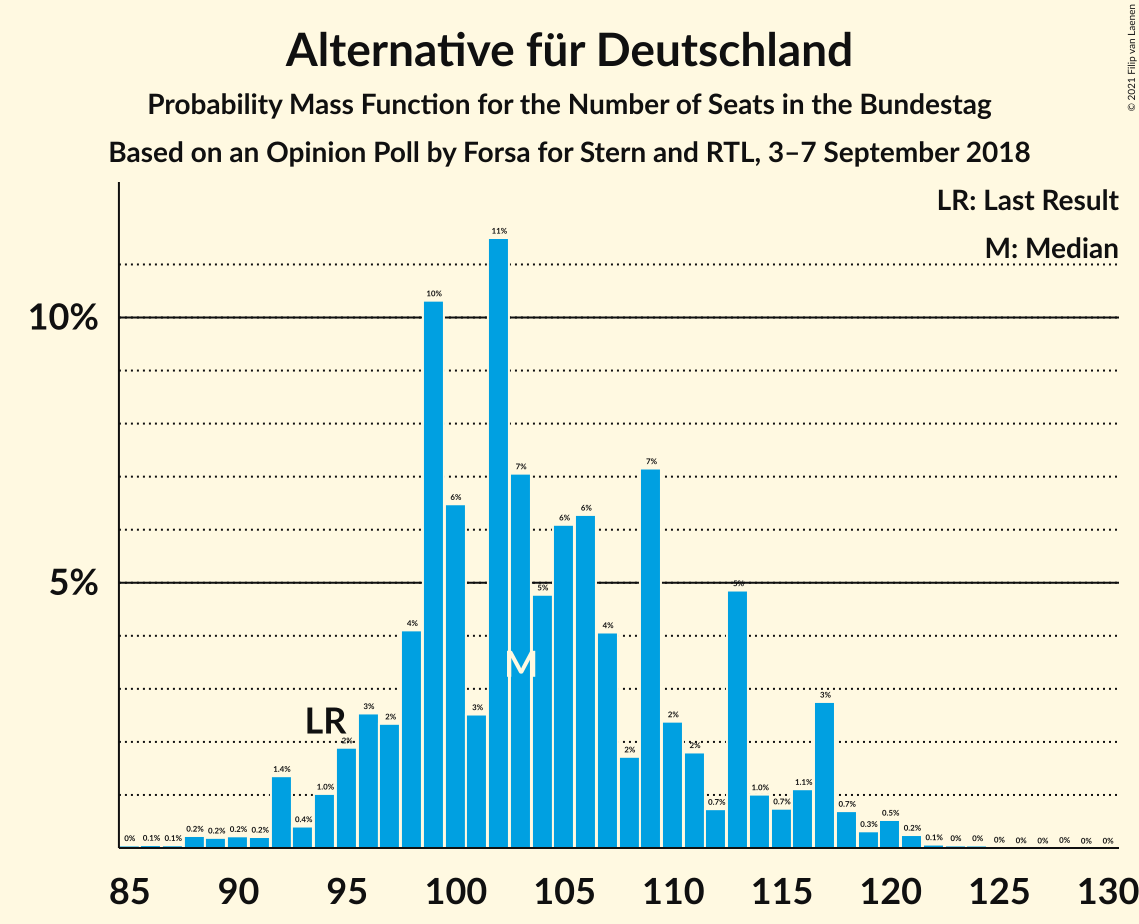 © 2021 Filip van Laenen
Alternative für Deutschland
Probability Mass Function for the Number of Seats in the Bundestag
Based on an Opinion Poll by Forsa for Stern and RTL, 3–7 September 2018
LR: Last Result
M: Median
10%
5%
0% 0.1% 0.1% 0.2% 0.2% 0.2% 0.2% 1.4% 0.4% 1.0% 2% 3% 2% 4% 10% 6% 3% 11% 7% 5% 6% 6% 4% 2% 7% 2% 2% 0.7% 5% 1.0% 0.7% 1.1% 3% 0.7% 0.3% 0.5% 0.2% 0.1% 0% 0% 0% 0% 0% 0% 0% 0%
LR
M
85 90 95 100 105 110 115 120 125 130